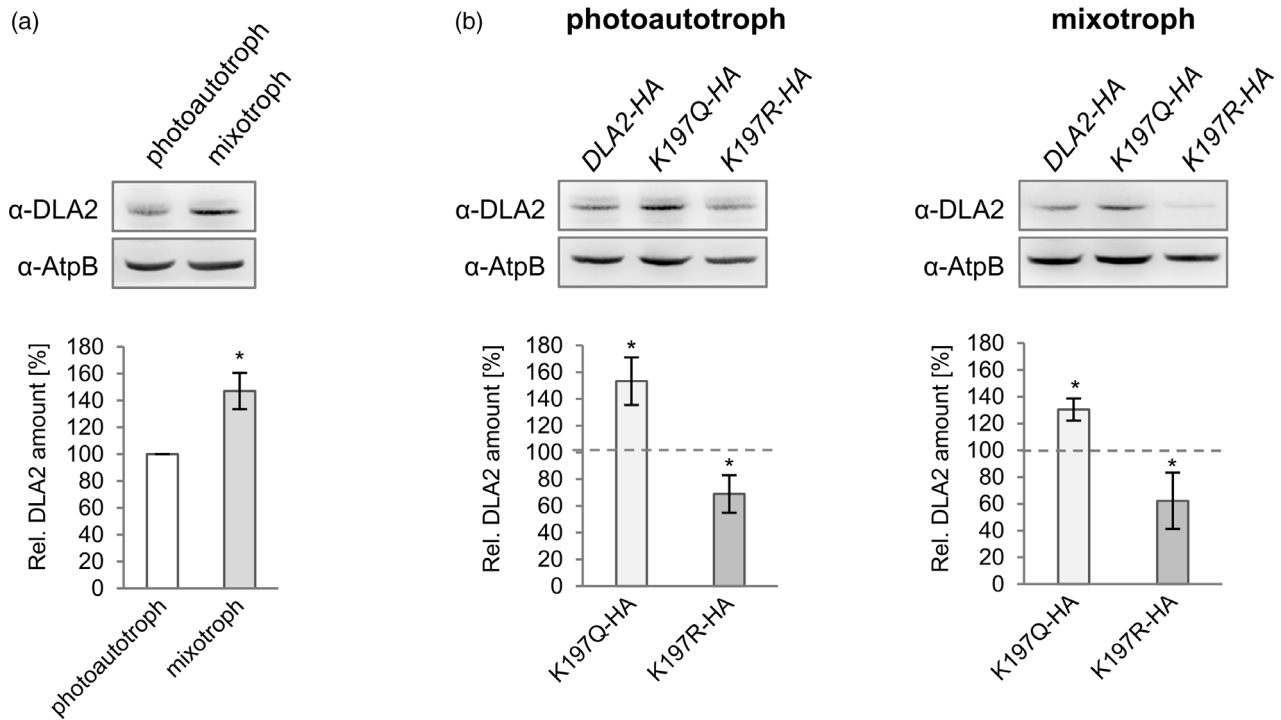 (a)
photoautotroph
mixotroph
α-DLA2
α-AtpB
Rel. DLA2 amount [%]
180
160
140
120
100
80
60
40
20
0
*
photoautotroph
mixotroph
(b)
photoautotroph
DLA2-HA
K197Q-HA
K197R-HA
α-DLA2
α-AtpB
Rel. DLA2 amount [%]
180
160
140
120
100
80
60
40
20
0
*
*
K197Q-HA
K197R-HA
mixotroph
DLA2-HA
K197Q-HA
K197R-HA
α-DLA2
α-AtpB
Rel. DLA2 amount [%]
180
160
140
120
100
80
60
40
20
0
*
*
K197Q-HA
K197R-HA